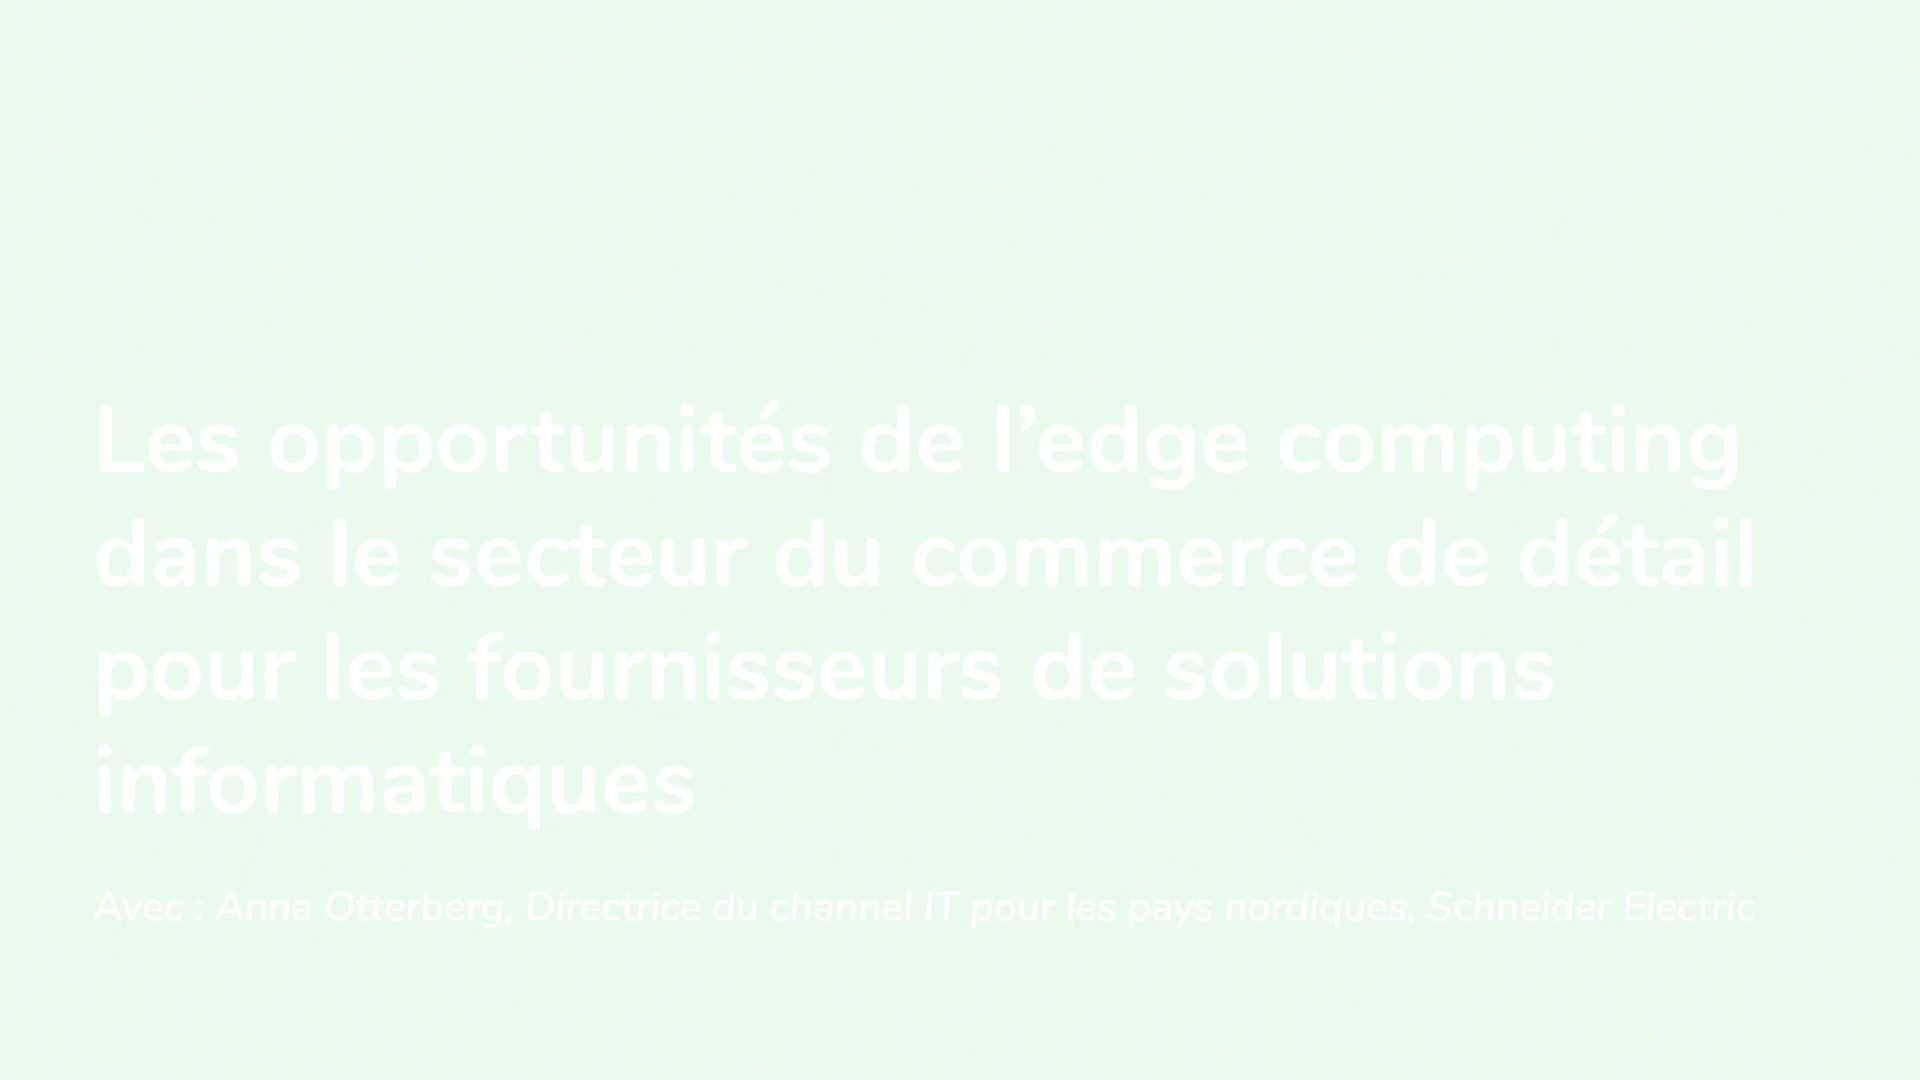 Les opportunités de l’edge computing
dans le secteur du commerce de détail
pour les fournisseurs de solutions
informatiques
Avec : Anna Otterberg, Directrice du channel IT pour les pays nordiques, Schneider Electric